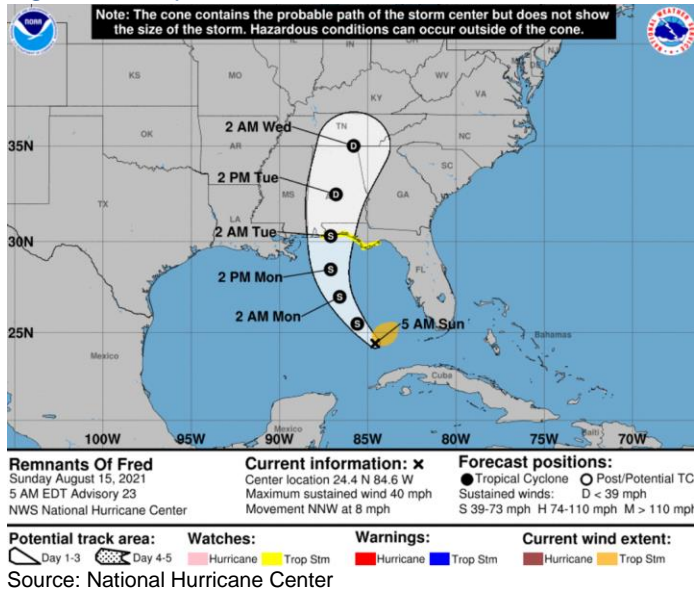 Note: The cone contains the probable path of the storm center but does not show
the size of the storm. Hazardous conditions can occur outside of the cone.
NOAA
KS
MO
IN
WV
VA
KY
2 AM Wed
TN
D
NC
OK
AR
35N
2 PM Tue
D
SC
MS
GA
TX
LA
2 AM Tue
S
30N
2 PM Mon
S
FL
2 AM Mon
S
S
5 AM Sun
25N
Bahamas
Mexico
Cuba
Mexico
Haiti
100W
95W
90W
85W
80W
75W
70W
Remnants Of Fred
Sunday August 15, 2021
5 AM EDT Advisory 23
NWS National Hurricane Center
Current information: ×
Center location 24.4 N 84.6 W
Maximum sustained wind 40 mph
Movement NNW at 8 mph
Forecast positions:
● Tropical Cyclone ○ Post/Potential TC
Sustained winds: D < 39 mph
S 39-73 mph H 74-110 mph M > 110 mph
Potential track area:
Day 1-3 Day 4-5
Watches:
Hurricane Trop Stm
Warnings:
Hurricane Trop Stm
Current wind extent:
Hurricane Trop Stm
Source: National Hurricane Center